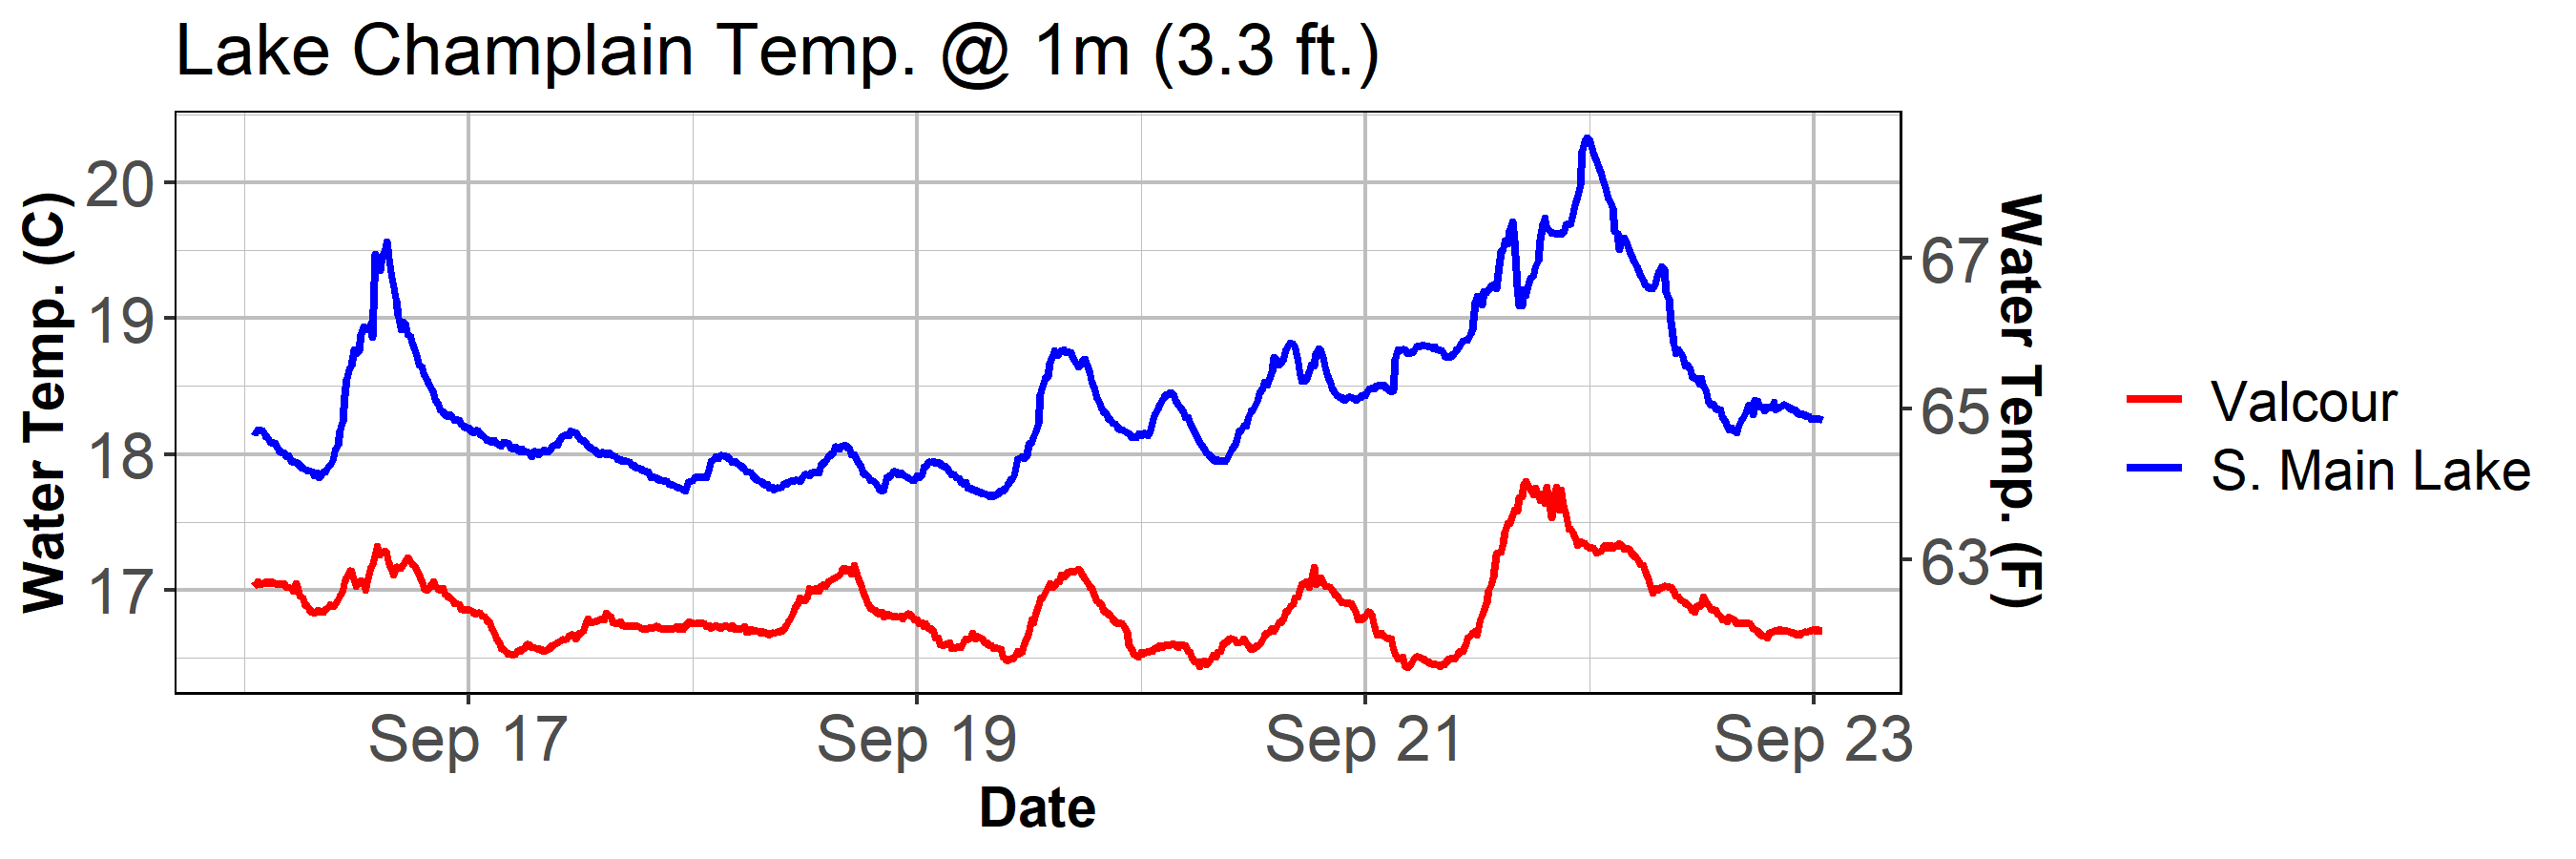 Lake Champlain Temp. @ 1m (3.3 ft.)
Water Temp. (C)
20
19
18
17
67
65
63
Water Temp. (F)
Sep 17
Sep 19
Sep 21
Sep 23
Date
Valcour
S. Main Lake